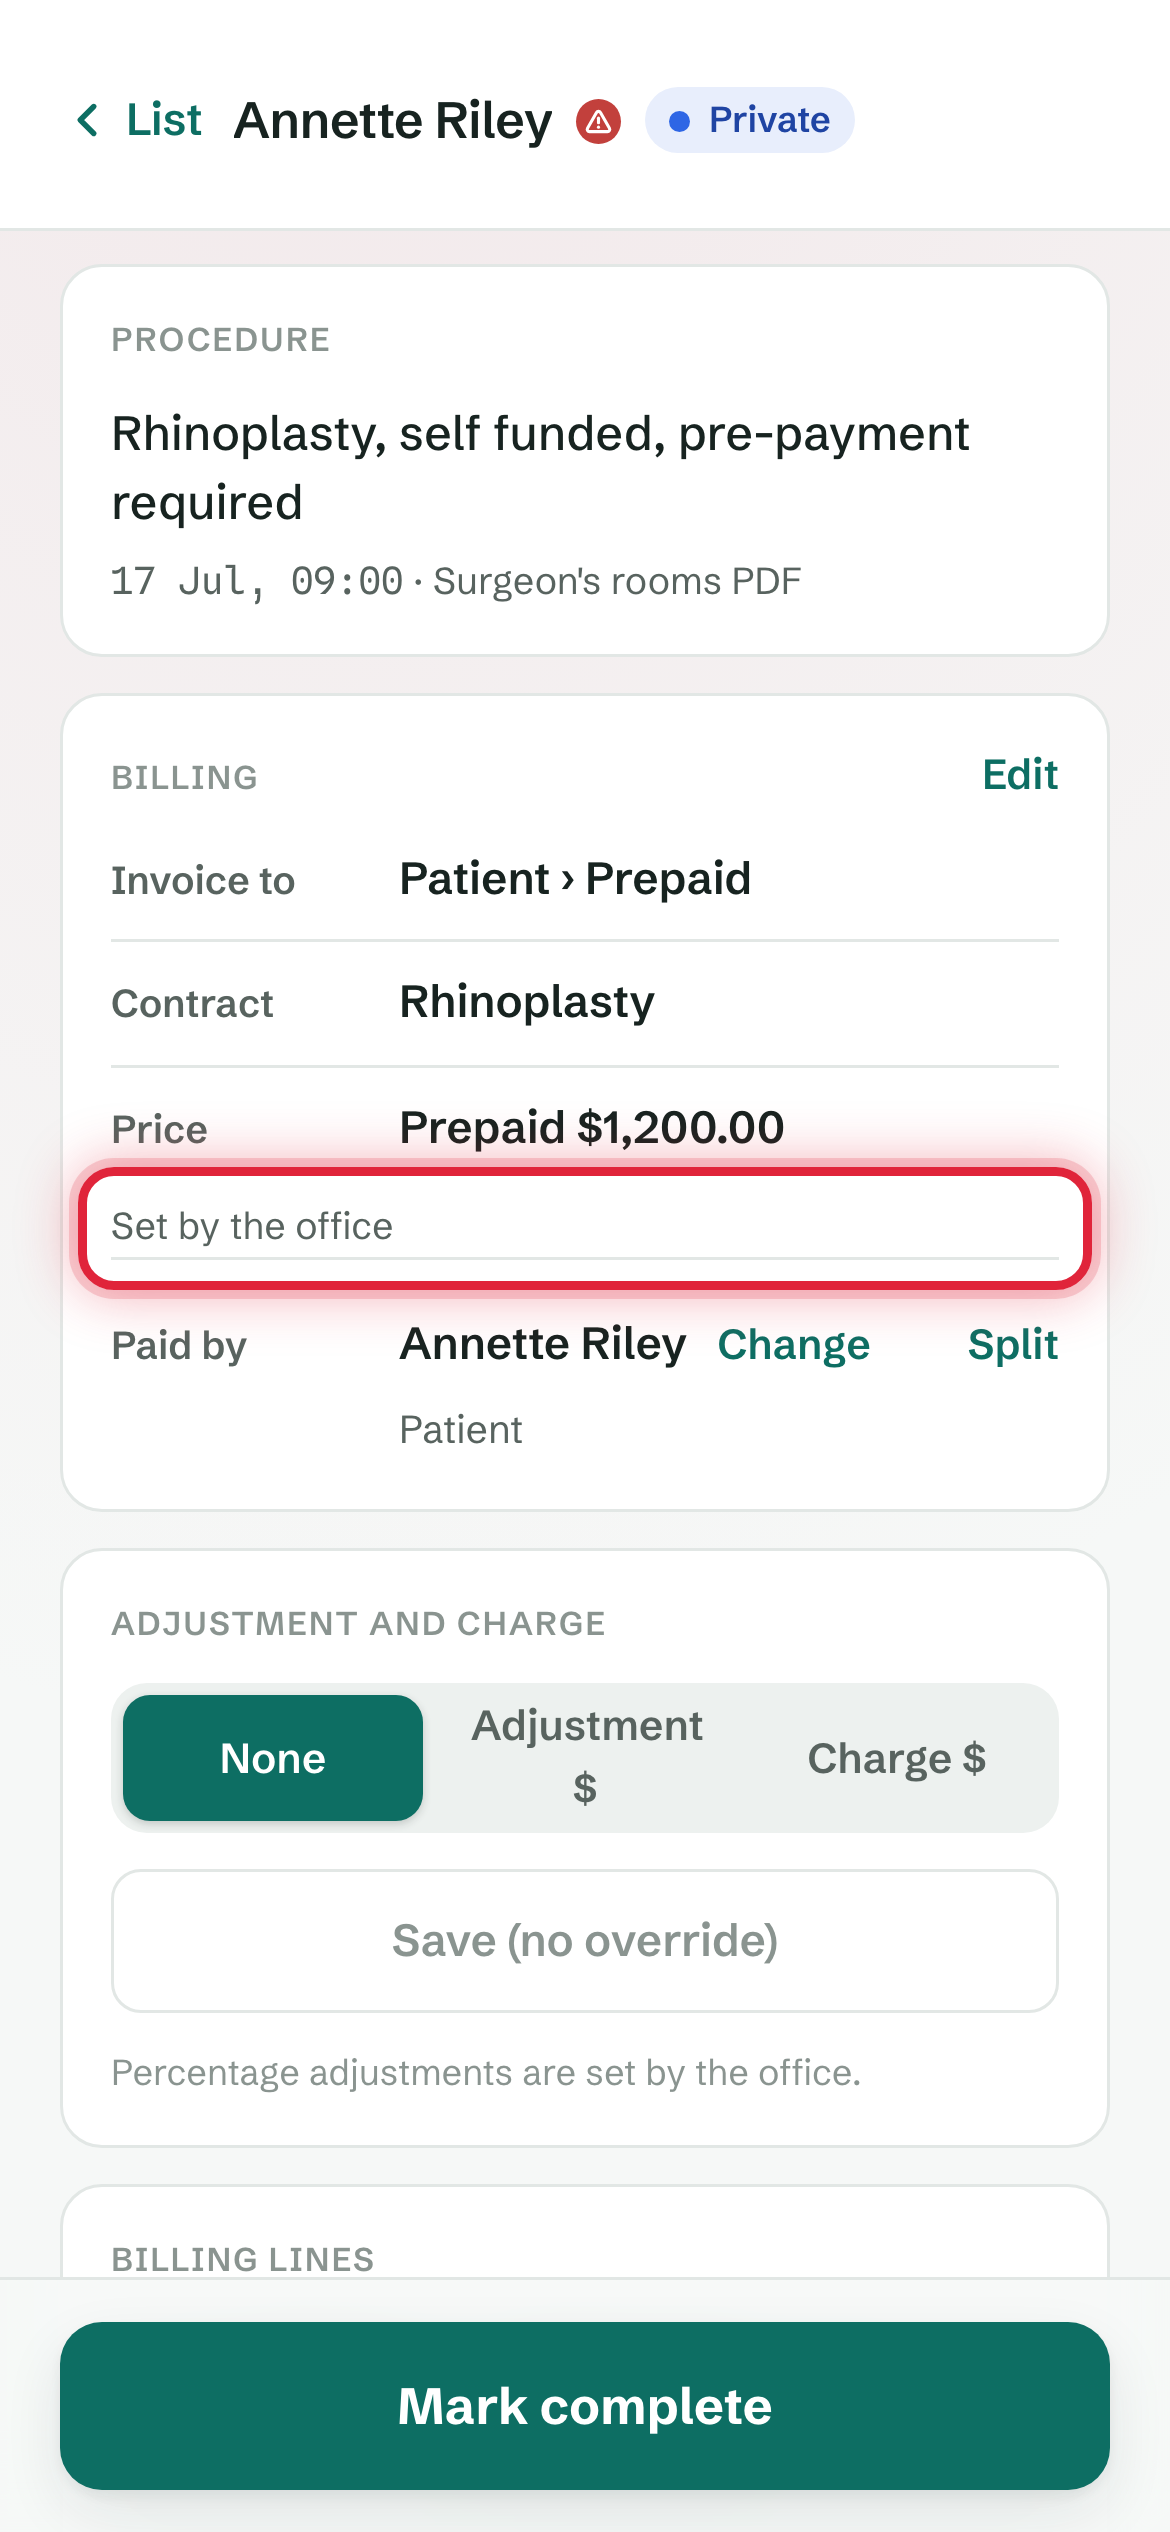 List Annette Riley Private
PROCEDURE
Rhinoplasty, self funded, pre-payment
required
17 Jul, 09:00 · Surgeon's rooms PDF
BILLING Edit
Invoice to Patient › Prepaid
Contract Rhinoplasty
Price Prepaid $1,200.00
Set by the office
Paid by Annette Riley Change Split
Patient
ADJUSTMENT AND CHARGE
None Adjustment $ Charge $
Save (no override)
Percentage adjustments are set by the office.
BILLING LINES
Mark complete